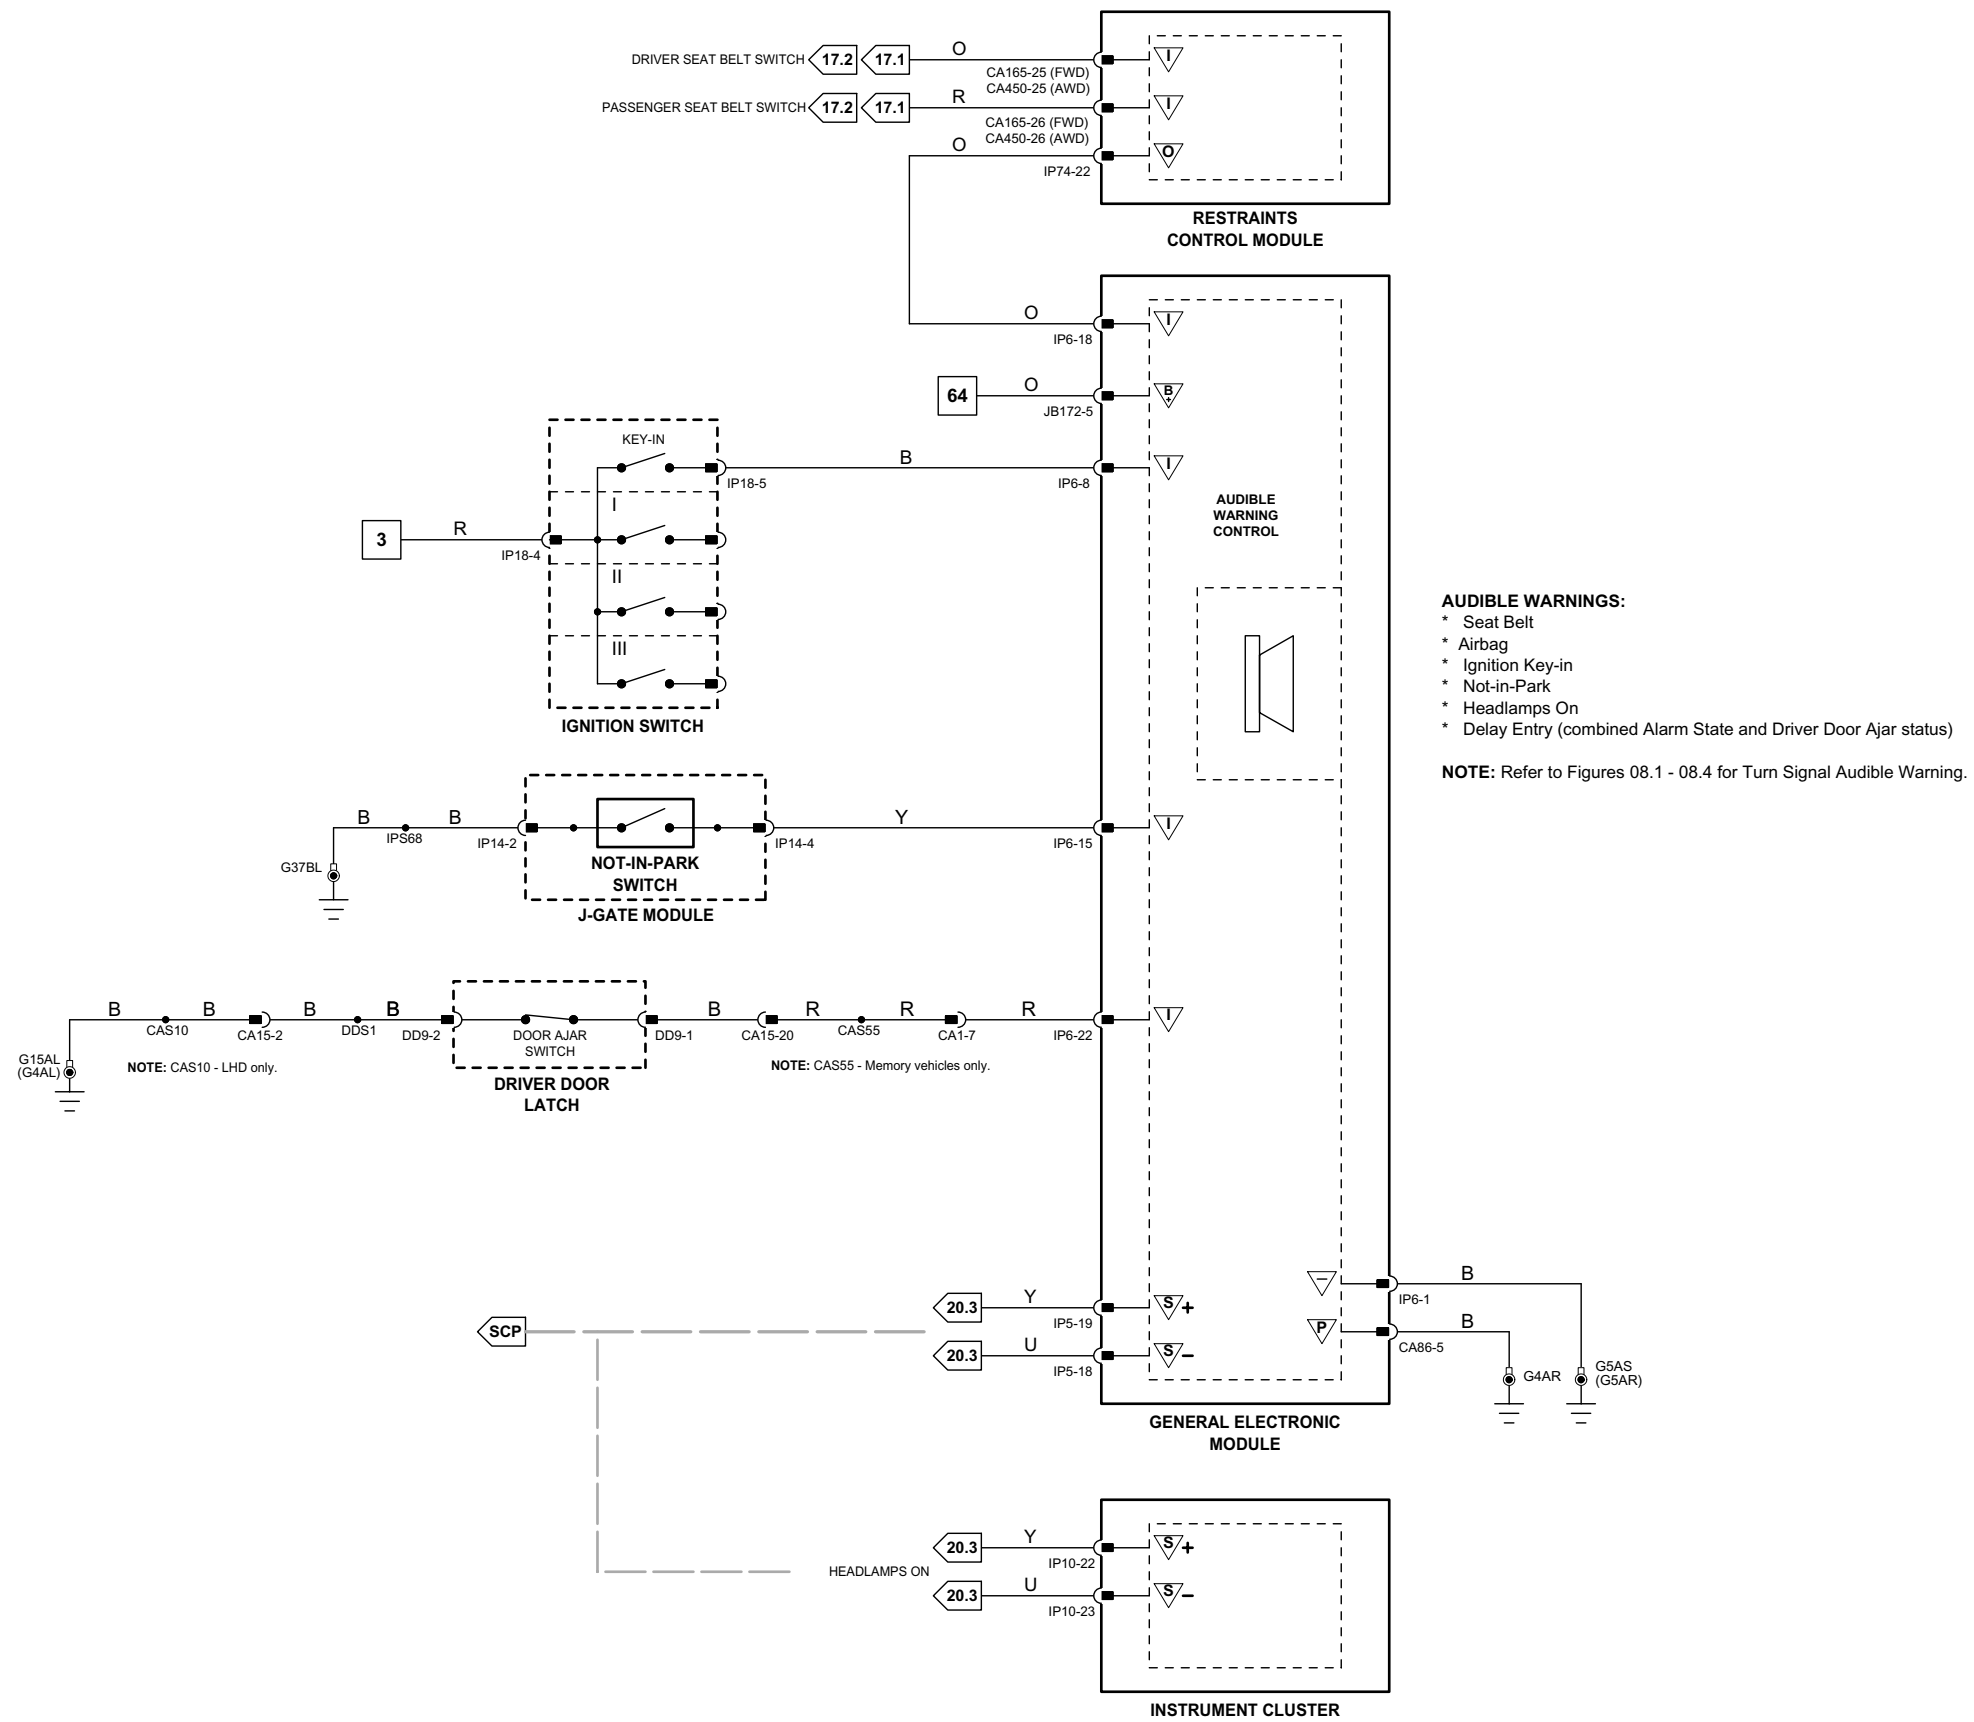 DRIVER SEAT BELT SWITCH 17.2 17.1 O
CA165-25 (FWD)
CA450-25 (AWD)
I
PASSENGER SEAT BELT SWITCH 17.2 17.1 R
CA165-26 (FWD)
CA450-26 (AWD)
I
O
IP74-22
O
RESTRAINTS
CONTROL MODULE
O
IP6-18
I
64
O
JB172-5
B
+
KEY-IN
IP18-5
B
IP6-8
I
I
3
R
IP18-4
II
III
IGNITION SWITCH
AUDIBLE
WARNING
CONTROL
AUDIBLE WARNINGS:
* Seat Belt
* Airbag
* Ignition Key-in
* Not-in-Park
* Headlamps On
* Delay Entry (combined Alarm State and Driver Door Ajar status)
NOTE: Refer to Figures 08.1 - 08.4 for Turn Signal Audible Warning.
B
IPS68
B
IP14-2
G37BL
NOT-IN-PARK
SWITCH
J-GATE MODULE
IP14-4
Y
IP6-15
I
B
CAS10
B
CA15-2
B
DDS1
B
DD9-2
DOOR AJAR
SWITCH
DD9-1
B
CA15-20
R
CAS55
R
CA1-7
R
IP6-22
I
G15AL
(G4AL)
NOTE: CAS10 - LHD only.
NOTE: CAS55 - Memory vehicles only.
DRIVER DOOR
LATCH
SCP
20.3
Y
IP5-19
S +
20.3
U
IP5-18
S –
–
IP6-1
B
P
CA86-5
B
G4AR
G5AS
(G5AR)
GENERAL ELECTRONIC
MODULE
HEADLAMPS ON
20.3
Y
IP10-22
S +
20.3
U
IP10-23
S –
INSTRUMENT CLUSTER